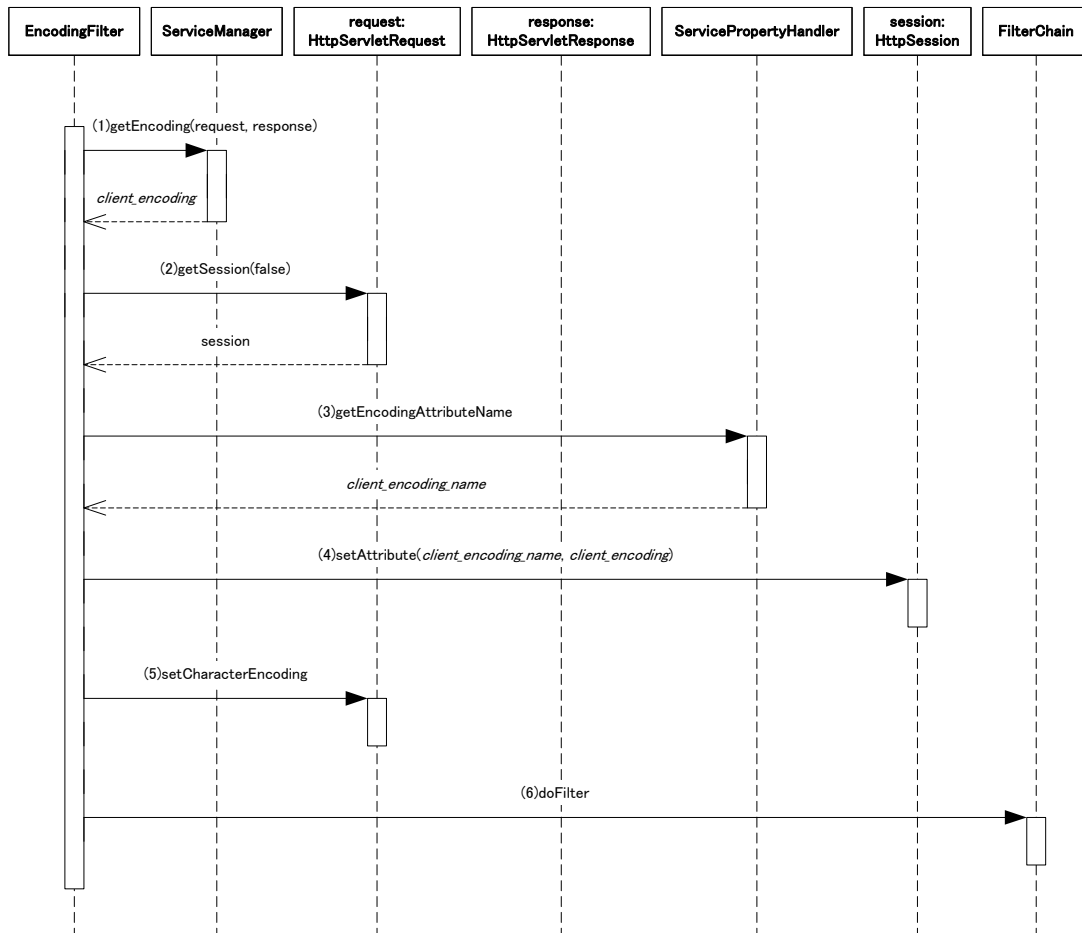 EncodingFilter
ServiceManager
request:
HttpServletRequest
response:
HttpServletResponse
ServicePropertyHandler
session:
HttpSession
FilterChain
(1)getEncoding(request, response)
client_encoding
(2)getSession(false)
session
(3)getEncodingAttributeName
client_encoding_name
(4)setAttribute(client_encoding_name, client_encoding)
(5)setCharacterEncoding
(6)doFilter